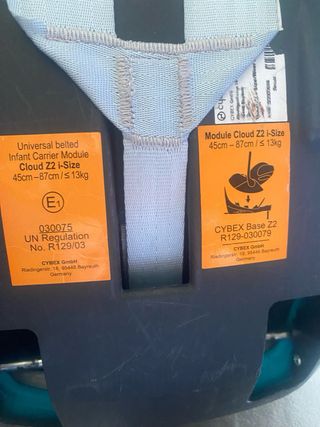 Universal belted
Infant Carrier Module
Cloud Z2 i-Size
45cm – 87cm / ≤ 13kg
E1
030075
UN Regulation
No. R129/03
CYBEX GmbH
Riedingerstr. 18, 95448 Bayreuth
Germany
Module Cloud Z2 i-Size
45cm – 87cm / ≤ 13kg
CYBEX Base Z2
R129-030079
CYBEX GmbH
Riedingerstr. 18, 95448 Bayreuth
Germany
CYBEX